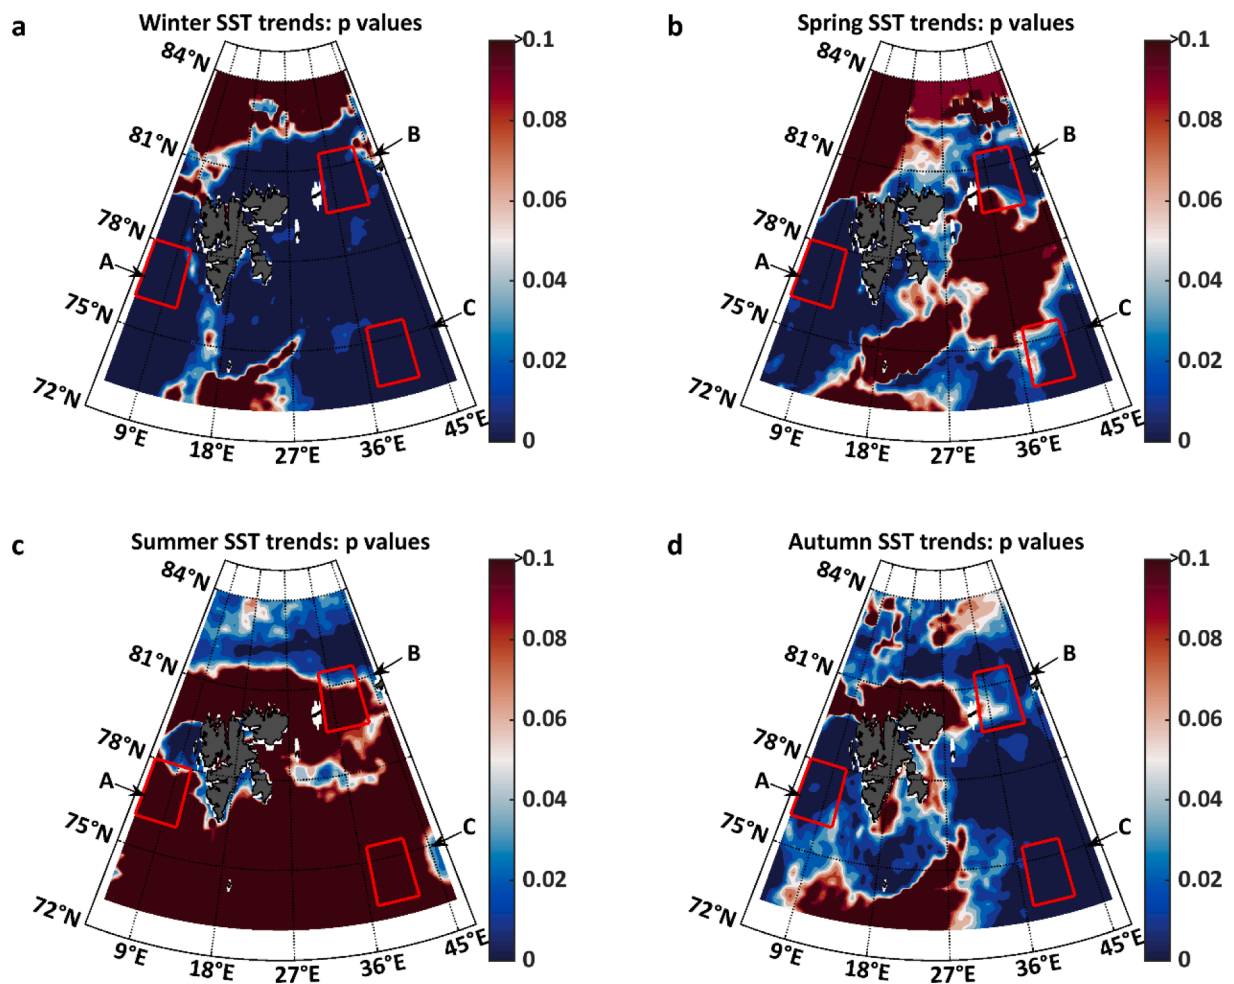 a
Winter SST trends: p values
84°N
81°N
78°N
75°N
72°N
9°E
18°E
27°E
36°E
45°E
A
B
C
>0.1
0.08
0.06
0.04
0.02
0
b
Spring SST trends: p values
84°N
81°N
78°N
75°N
72°N
9°E
18°E
27°E
36°E
45°E
A
B
C
>0.1
0.08
0.06
0.04
0.02
0
c
Summer SST trends: p values
84°N
81°N
78°N
75°N
72°N
9°E
18°E
27°E
36°E
45°E
A
B
C
>0.1
0.08
0.06
0.04
0.02
0
d
Autumn SST trends: p values
84°N
81°N
78°N
75°N
72°N
9°E
18°E
27°E
36°E
45°E
A
B
C
>0.1
0.08
0.06
0.04
0.02
0